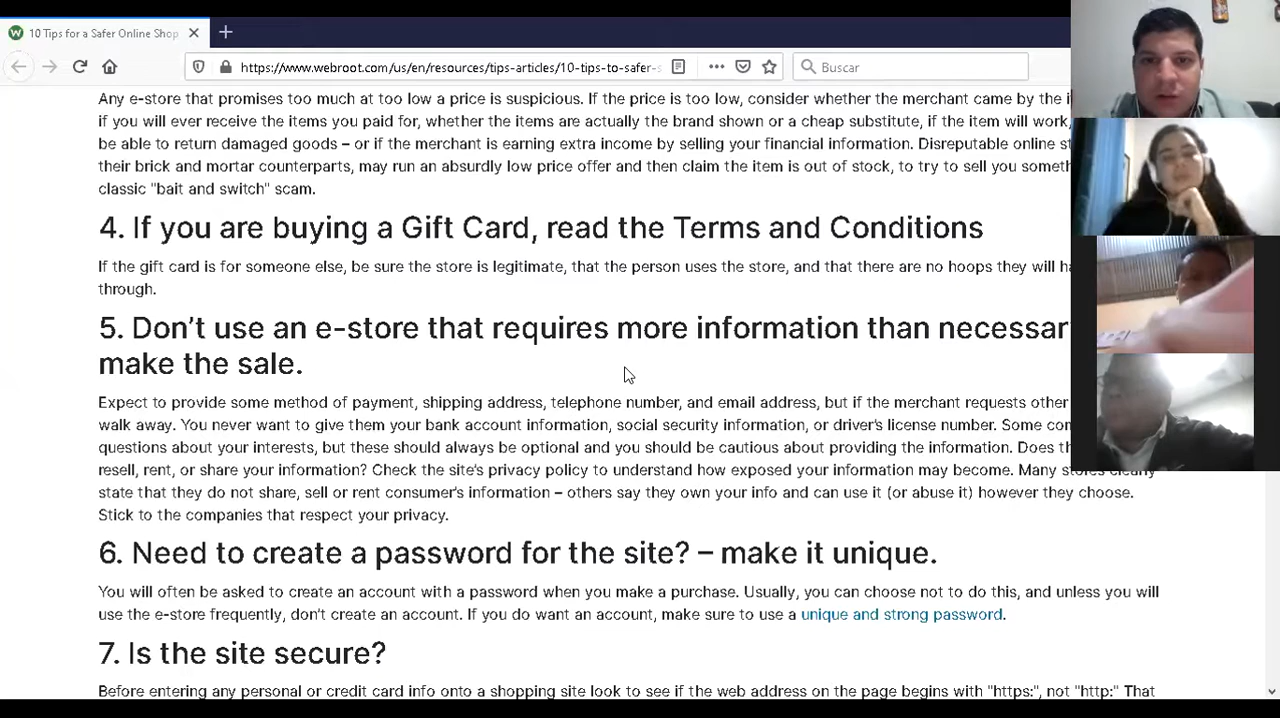 10 Tips for a Safer Online Shop
https://www.webroot.com/us/en/resources/tips-articles/10-tips-to-safer-s
Buscar
Any e-store that promises too much at too low a price is suspicious. If the price is too low, consider whether the merchant came by the i
if you will ever receive the items you paid for, whether the items are actually the brand shown or a cheap substitute, if the item will work,
be able to return damaged goods – or if the merchant is earning extra income by selling your financial information. Disreputable online st
their brick and mortar counterparts, may run an absurdly low price offer and then claim the item is out of stock, to try to sell you someth
classic "bait and switch" scam.
4. If you are buying a Gift Card, read the Terms and Conditions
If the gift card is for someone else, be sure the store is legitimate, that the person uses the store, and that there are no hoops they will ha
through.
5. Don't use an e-store that requires more information than necessar
make the sale.
Expect to provide some method of payment, shipping address, telephone number, and email address, but if the merchant requests other
walk away. You never want to give them your bank account information, social security information, or driver's license number. Some com
questions about your interests, but these should always be optional and you should be cautious about providing the information. Does th
resell, rent, or share your information? Check the site's privacy policy to understand how exposed your information may become. Many stores clearly
state that they do not share, sell or rent consumer's information – others say they own your info and can use it (or abuse it) however they choose.
Stick to the companies that respect your privacy.
6. Need to create a password for the site? – make it unique.
You will often be asked to create an account with a password when you make a purchase. Usually, you can choose not to do this, and unless you will
use the e-store frequently, don't create an account. If you do want an account, make sure to use a unique and strong password.
7. Is the site secure?
Before entering any personal or credit card info onto a shopping site look to see if the web address on the page begins with "https:", not "http:" That